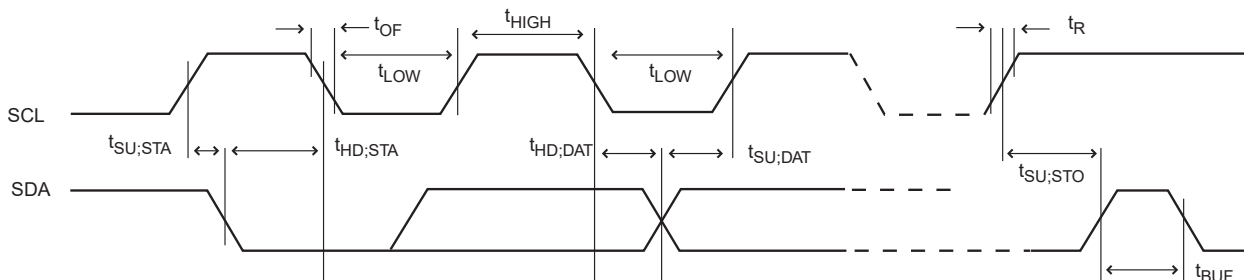 tOF
tHIGH
tR
tLOW
tLOW
SCL
tSU;STA
tHD;STA
tHD;DAT
tSU;DAT
tSU;STO
SDA
tBUF